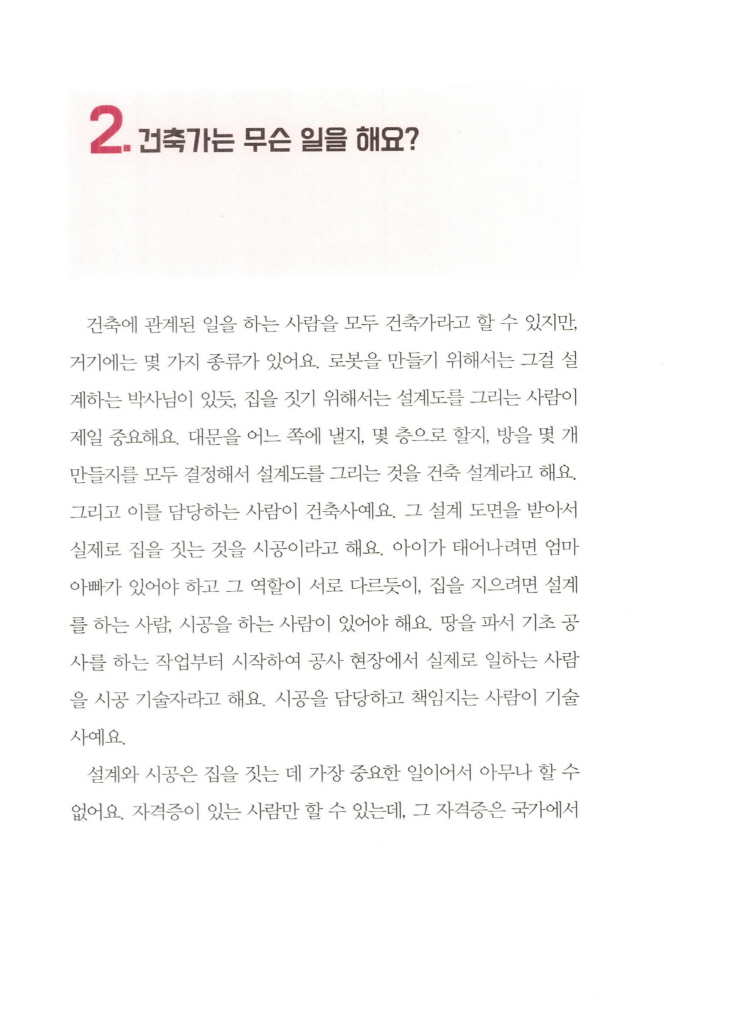 2. 건축가는 무슨 일을 해요?
건축에 관계된 일을 하는 사람을 모두 건축가라고 할 수 있지만,
거기에는 몇 가지 종류가 있어요. 로봇을 만들기 위해서는 그걸 설
계하는 박사님이 있듯, 집을 짓기 위해서는 설계도를 그리는 사람이
제일 중요해요. 대문을 어느 쪽에 낼지, 몇 층으로 할지, 방을 몇 개
만들지를 모두 결정해서 설계도를 그리는 것을 건축 설계라고 해요.
그리고 이를 담당하는 사람이 건축사예요. 그 설계 도면을 받아서
실제로 집을 짓는 것을 시공이라고 해요. 아이가 태어나려면 엄마
아빠가 있어야 하고 그 역할이 서로 다르듯이, 집을 지으려면 설계
를 하는 사람, 시공을 하는 사람이 있어야 해요. 땅을 파서 기초 공
사를 하는 작업부터 시작하여 공사 현장에서 실제로 일하는 사람
을 시공 기술자라고 해요. 시공을 담당하고 책임지는 사람이 기술
사예요.
설계와 시공은 집을 짓는 데 가장 중요한 일이어서 아무나 할 수
없어요. 자격증이 있는 사람만 할 수 있는데, 그 자격증은 국가에서